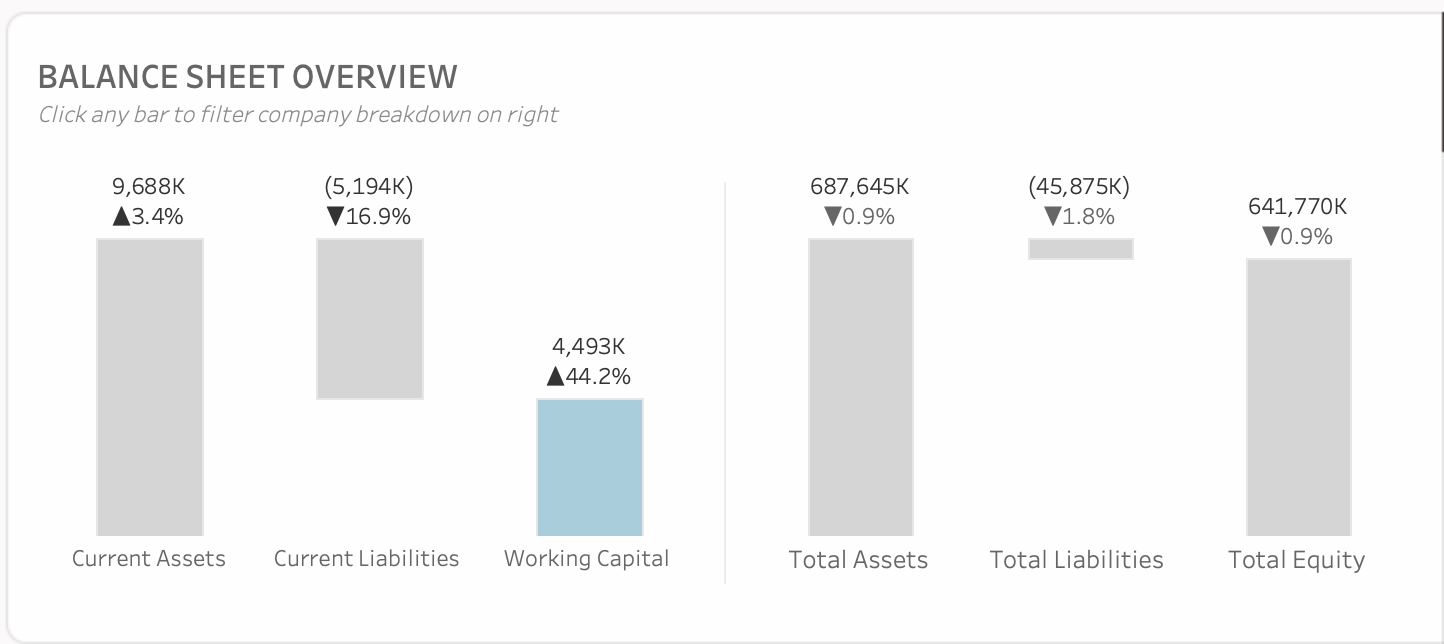 BALANCE SHEET OVERVIEW
Click any bar to filter company breakdown on right
9,688K
▲3.4%
(5,194K)
▼16.9%
4,493K
▲44.2%
Current Assets
Current Liabilities
Working Capital
687,645K
▼0.9%
(45,875K)
▼1.8%
641,770K
▼0.9%
Total Assets
Total Liabilities
Total Equity